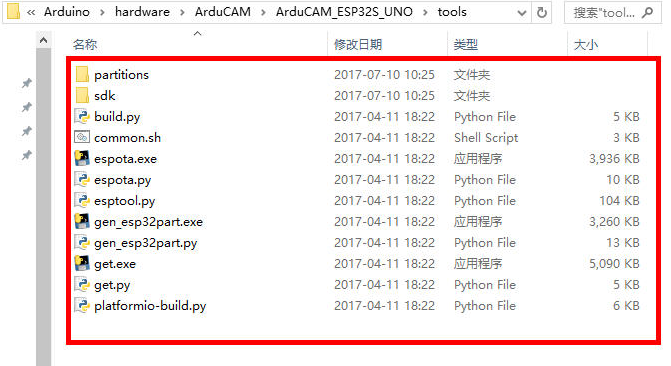 « Arduino > hardware > ArduCAM > ArduCAM_ESP32S_UNO > tools 搜索"tool...
名称 修改日期 类型 大小
partitions 2017-07-10 10:25 文件夹
sdk 2017-07-10 10:25 文件夹
build.py 2017-04-11 18:22 Python File 5 KB
common.sh 2017-04-11 18:22 Shell Script 3 KB
espota.exe 2017-04-11 18:22 应用程序 3,936 KB
espota.py 2017-04-11 18:22 Python File 10 KB
esptool.py 2017-04-11 18:22 Python File 104 KB
gen_esp32part.exe 2017-04-11 18:22 应用程序 3,260 KB
gen_esp32part.py 2017-04-11 18:22 Python File 13 KB
get.exe 2017-04-11 18:22 应用程序 5,090 KB
get.py 2017-04-11 18:22 Python File 5 KB
platformio-build.py 2017-04-11 18:22 Python File 6 KB